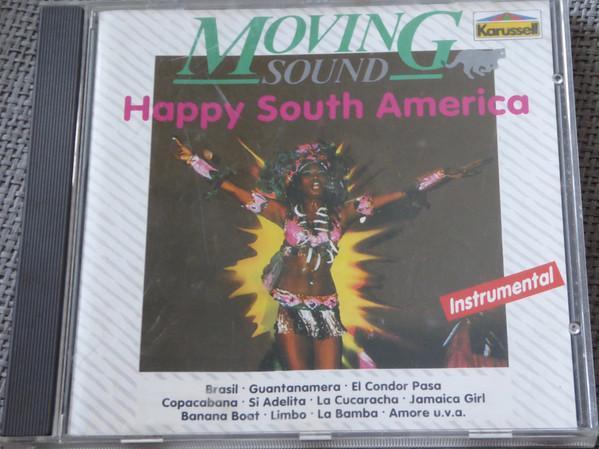 MOVING
SOUND
Karussell
Happy South America
Instrumental
Brasil · Guantanamera · El Condor Pasa
Copacabana · Si Adelita · La Cucaracha · Jamaica Girl
Banana Boat · Limbo · La Bamba · Amore u.v.a.